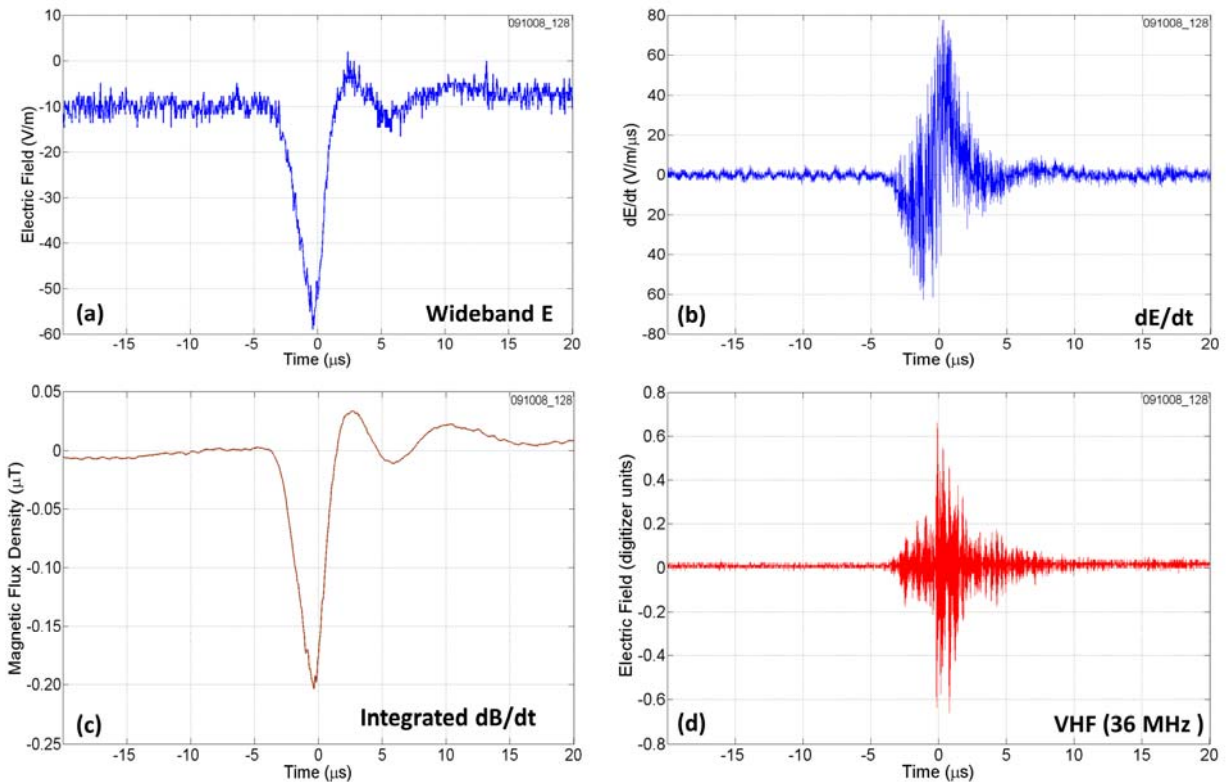 091008_128
10
0
-10
-20
-30
-40
-50
-60
Electric Field (V/m)
-15 -10 -5 0 5 10 15 20
Time (μs)
(a)
Wideband E
091008_128
80
60
40
20
0
20
40
60
80
dE/dt (V/m/μs)
-15 -10 -5 0 5 10 15 20
Time (μs)
(b)
dE/dt
091008_128
0.05
0
-0.05
-0.10
-0.15
-0.20
-0.25
Magnetic Flux Density (μT)
-15 -10 -5 0 5 10 15 20
Time (μs)
(c)
Integrated dB/dt
091008_128
0.8
0.6
0.4
0.2
0
-0.2
-0.4
-0.6
-0.8
Electric Field (digitizer units)
-20 -15 -10 -5 0 5 10 15 20
Time (μs)
(d)
VHF (36 MHz )